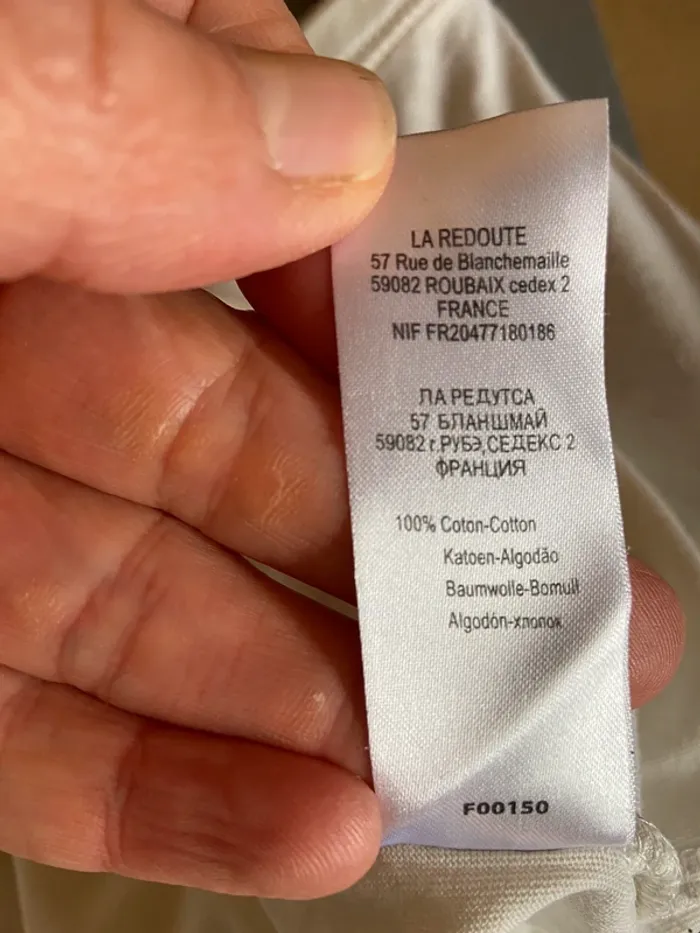 LA REDOUTE
57 Rue de Blanchemaille
59082 ROUBAIX cedex 2
FRANCE
NIF FR20477180186
ЛА РЕДУТСА
57 БЛАНШМАЙ
59082 г.РУБЭ,СЕДЕКС 2
ФРАНЦИЯ
100% Coton-Cotton
Katoen-Algodão
Baumwolle-Bomull
Algodón-хлопок
F00150